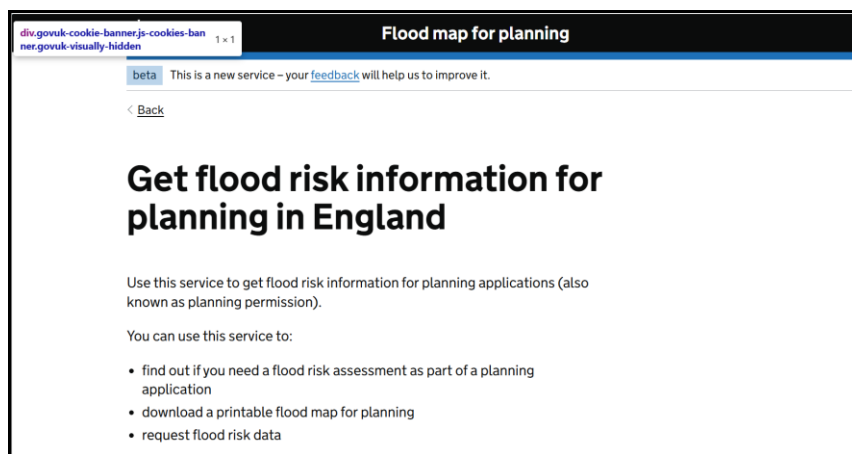 div.govuk-cookie-banner.js-cookies-ban
ner.govuk-visually-hidden
1 × 1
Flood map for planning
beta This is a new service – your feedback will help us to improve it.
< Back
Get flood risk information for
planning in England
Use this service to get flood risk information for planning applications (also
known as planning permission).
You can use this service to:
• find out if you need a flood risk assessment as part of a planning
application
• download a printable flood map for planning
• request flood risk data